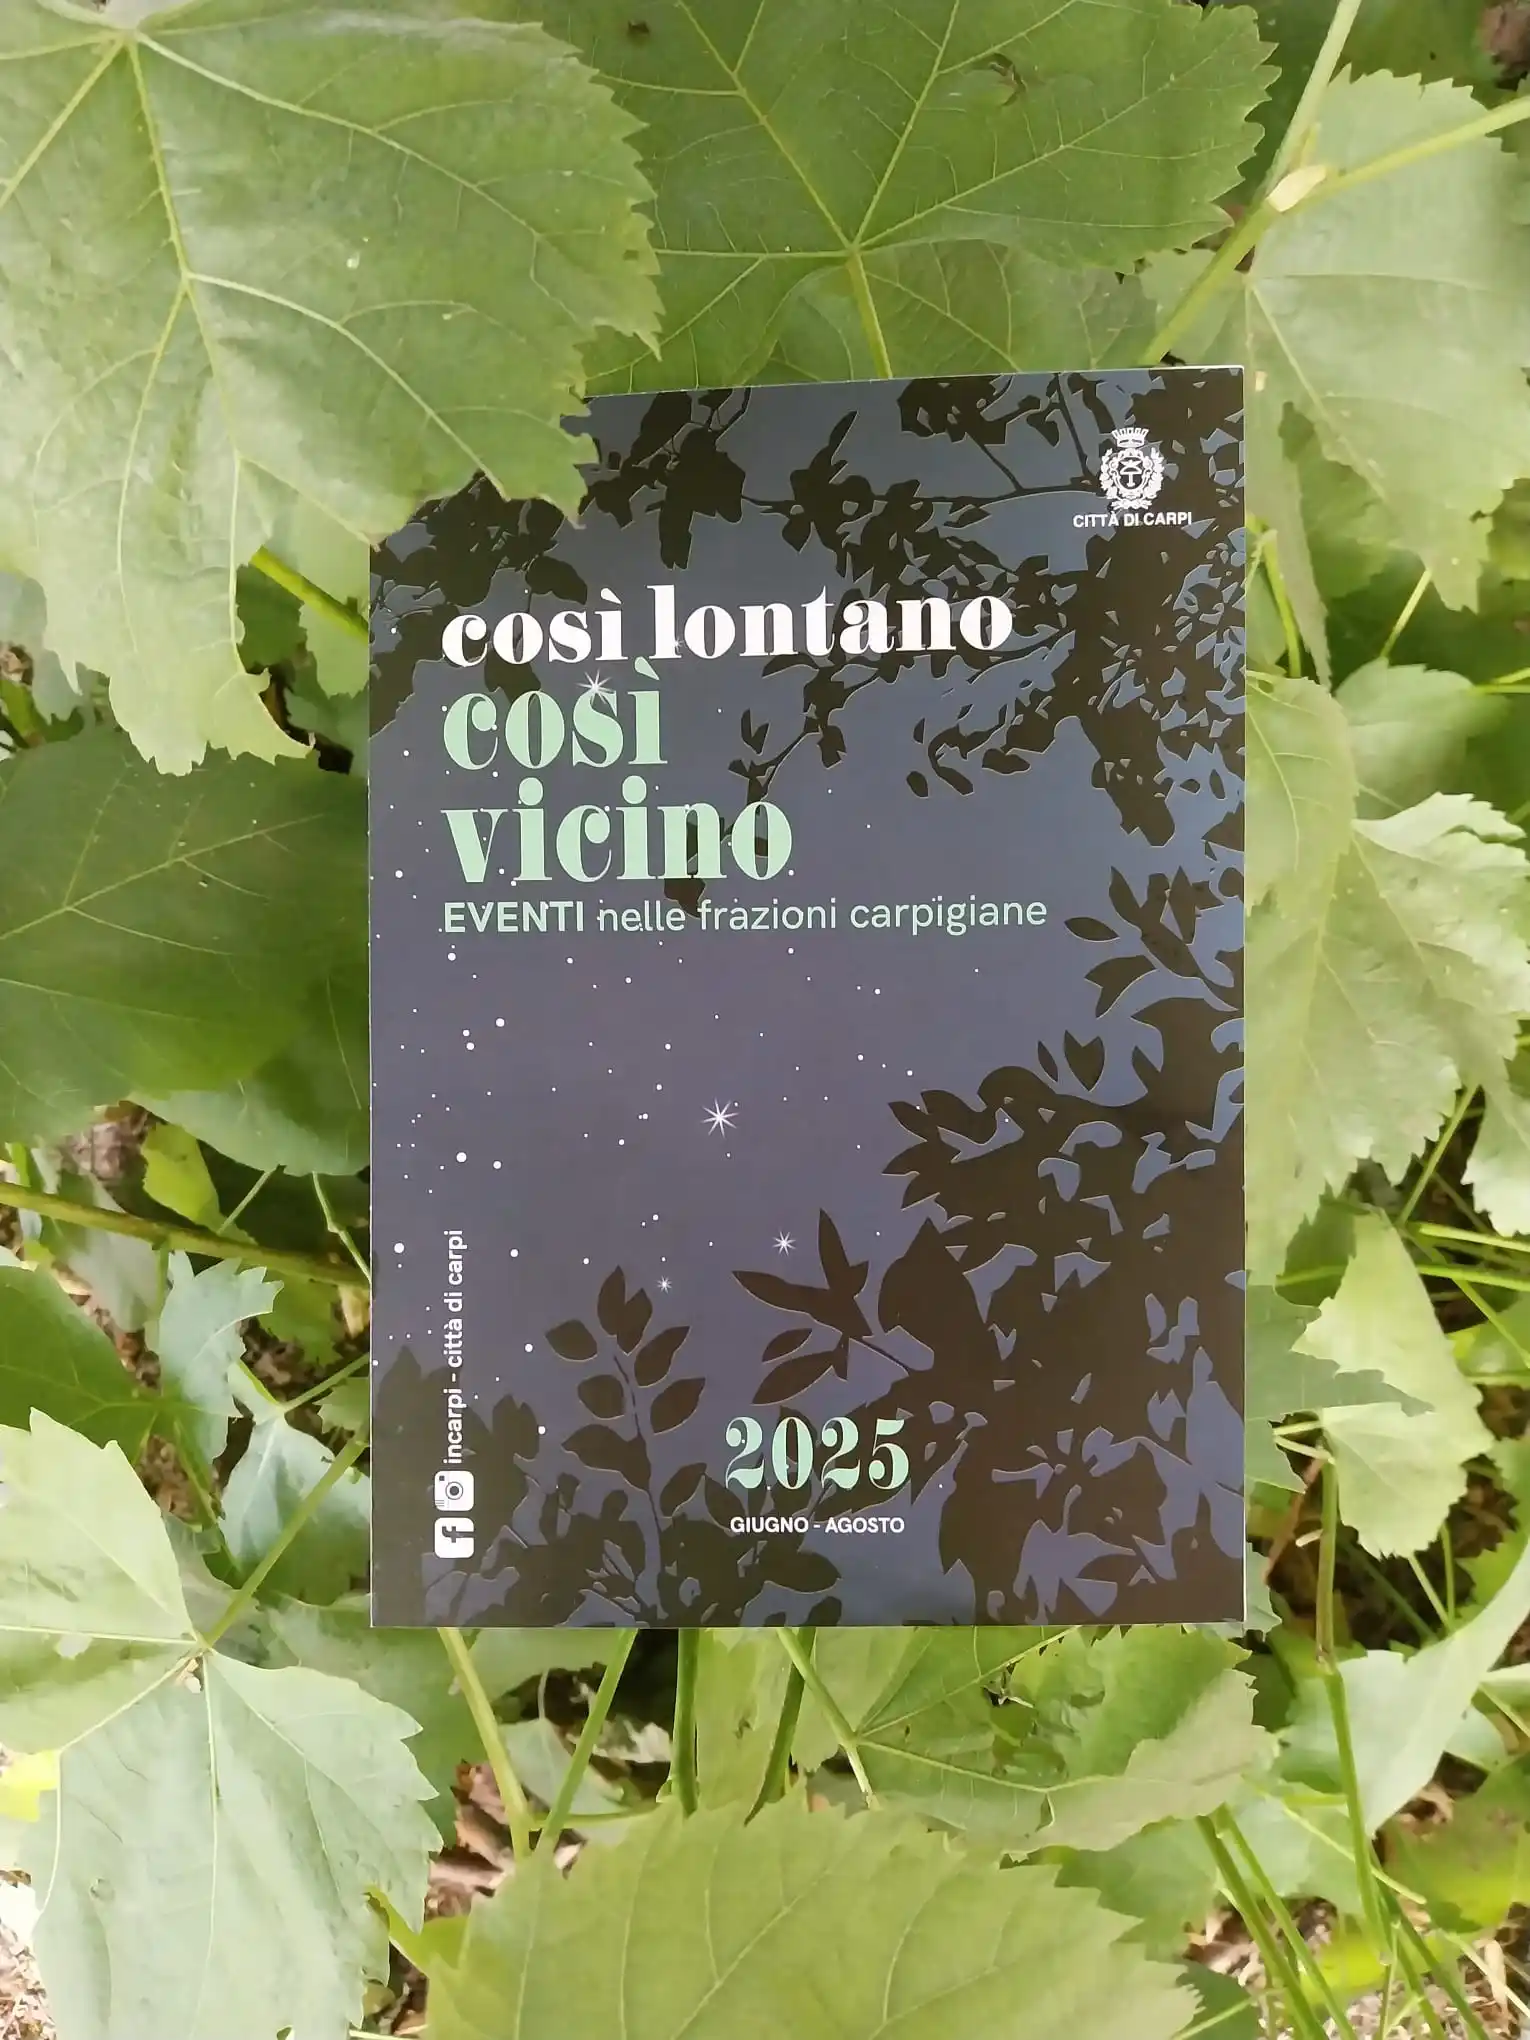 CITTÀ DI CARPI
così lontano
così
vicino
EVENTI nelle frazioni carpigiane
incarpi - città di carpi
2025
GIUGNO - AGOSTO